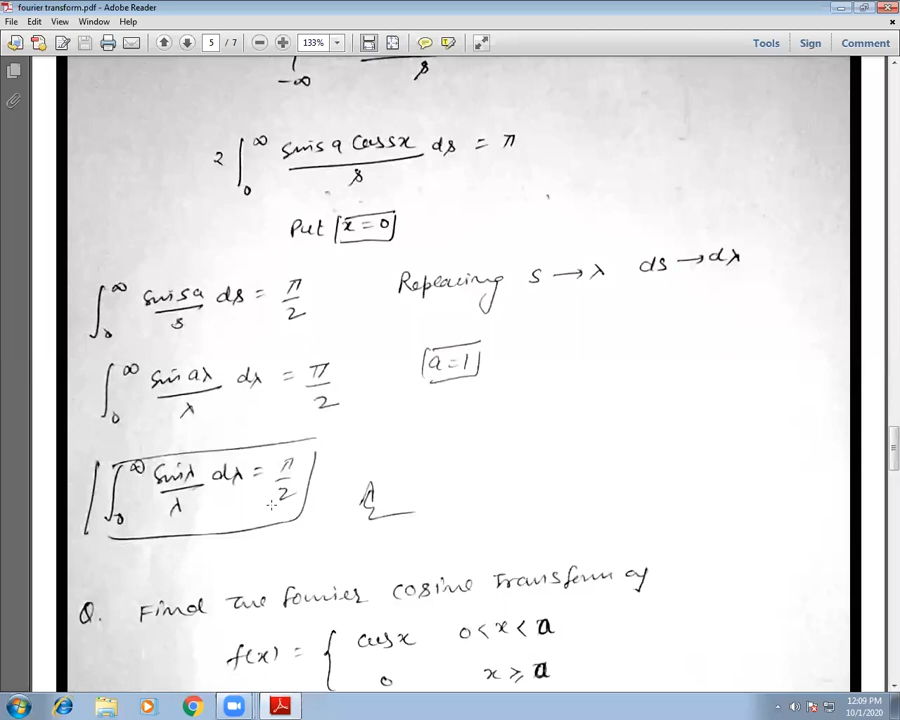 fourier transform.pdf - Adobe Reader
File Edit View Window Help
5 / 7 133% Tools Sign Comment
-∞ s
2 ∫₀^∞ sin sa cos sx / s ds = π
Put x = 0
∫₀^∞ sin sa / s ds = π/2 Replacing s → λ ds → dλ
∫₀^∞ sin aλ / λ dλ = π/2 a=1
∫₀^∞ sin λ / λ dλ = π/2
Q. Find the fourier cosine transform of
f(x) = { cos x 0 < x < a
0 x ≥ a
12:09 PM
10/1/2020